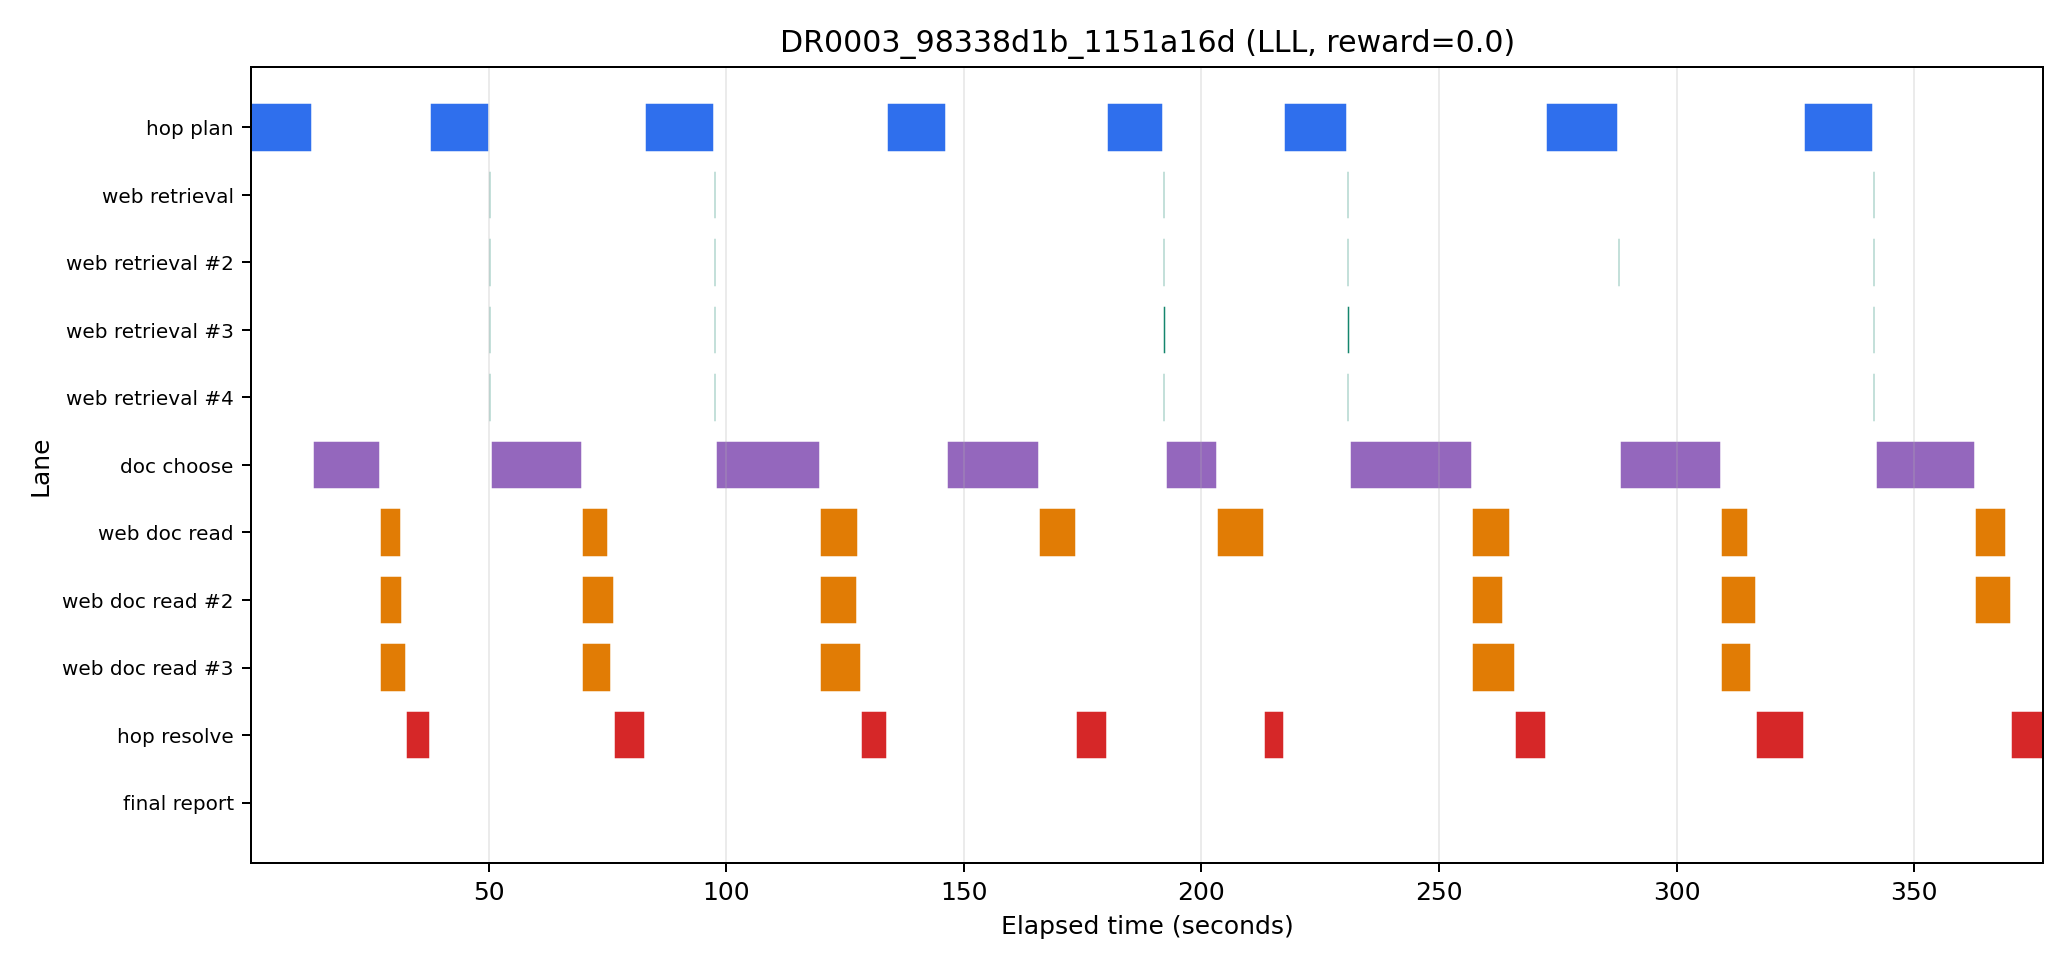 DR0003_98338d1b_1151a16d (LLL, reward=0.0)
hop plan
web retrieval
web retrieval #2
web retrieval #3
web retrieval #4
doc choose
web doc read
web doc read #2
web doc read #3
hop resolve
final report
Lane
50 100 150 200 250 300 350
Elapsed time (seconds)